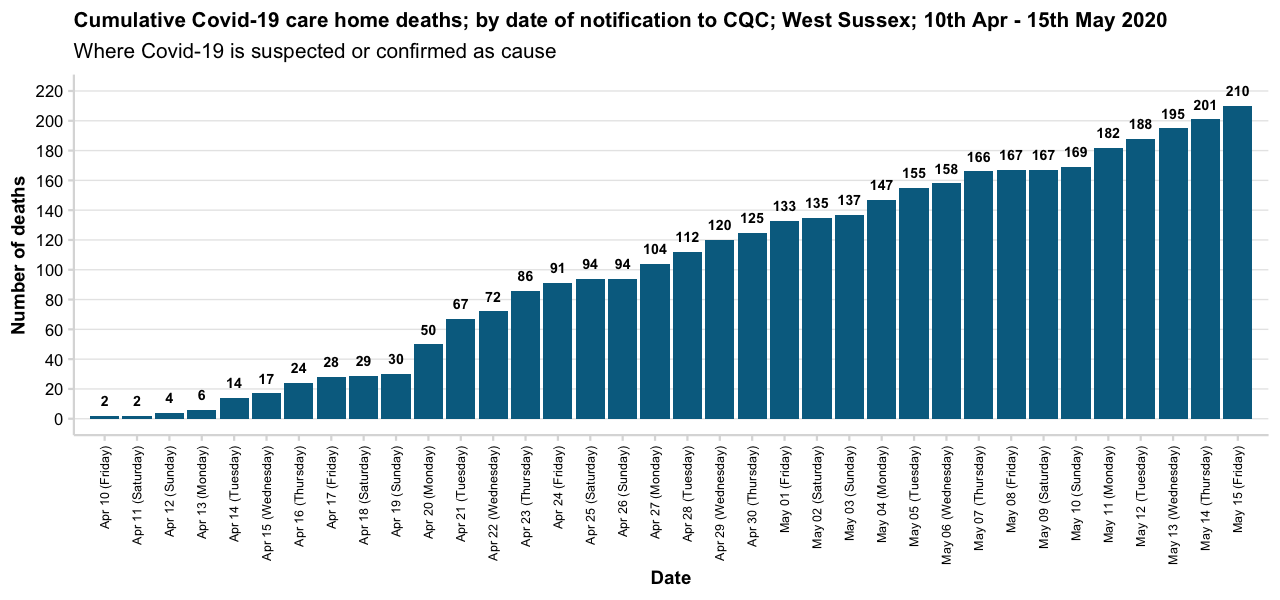 Cumulative Covid-19 care home deaths; by date of notification to CQC; West Sussex; 10th Apr - 15th May 2020
Where Covid-19 is suspected or confirmed as cause
Number of deaths
220
200
180
160
140
120
100
80
60
40
20
0
2
2
4
6
14
17
24
28
29
30
50
67
72
86
91
94
94
104
112
120
125
133
135
137
147
155
158
166
167
167
169
182
188
195
201
210
Apr 10 (Friday)
Apr 11 (Saturday)
Apr 12 (Sunday)
Apr 13 (Monday)
Apr 14 (Tuesday)
Apr 15 (Wednesday)
Apr 16 (Thursday)
Apr 17 (Friday)
Apr 18 (Saturday)
Apr 19 (Sunday)
Apr 20 (Monday)
Apr 21 (Tuesday)
Apr 22 (Wednesday)
Apr 23 (Thursday)
Apr 24 (Friday)
Apr 25 (Saturday)
Apr 26 (Sunday)
Apr 27 (Monday)
Apr 28 (Tuesday)
Apr 29 (Wednesday)
Apr 30 (Thursday)
May 01 (Friday)
May 02 (Saturday)
May 03 (Sunday)
May 04 (Monday)
May 05 (Tuesday)
May 06 (Wednesday)
May 07 (Thursday)
May 08 (Friday)
May 09 (Saturday)
May 10 (Sunday)
May 11 (Monday)
May 12 (Tuesday)
May 13 (Wednesday)
May 14 (Thursday)
May 15 (Friday)
Date